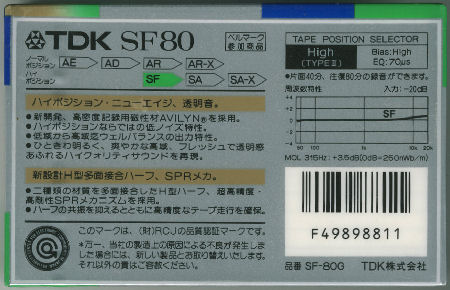 TDK SF80
ベルマーク
参加商品
ノーマル
ポジション
AE AD AR AR-X
ハイ
ポジション
SF SA SA-X
ハイポジション・ニューエイジ、透明音。
●新開発、高密度記録用磁性材AVILYN®を採用。
●ハイポジションならではの低ノイズ特性。
●低域から高域迄ウェルバランスの出力特性。
●ひときわ明るく、爽やかな高域、フレッシュで透明感
あふれるハイクォリティサウンドを再現。
新設計H型多面接合ハーフ、SPRメカ。
●二種類の材質を多面接合したH型ハーフ、超高精度・
高剛性SPRメカニズムを採用。
●ハーフの共振を抑えるとともに高精度なテープ走行を確保。
このマークは、(財)RCJの品質認証マークです。
*万一、当社の製造上の原因による不良が発生しま
した場合には、新しい製品とお取り替えいたします。
それ以外の責はご容赦ください。
TAPE POSITION SELECTOR
High
(TYPEⅡ)
Bias:High
EQ:70μs
●片面40分、往復80分の録音ができます。
周波数特性
入力:-20dB
+4
0
-4
SF
50 100 1k 10k 20k
MOL 315Hz:+3.5dB(0dB=250nWb/m)
F49898811
品番 SF-80G TDK株式会社